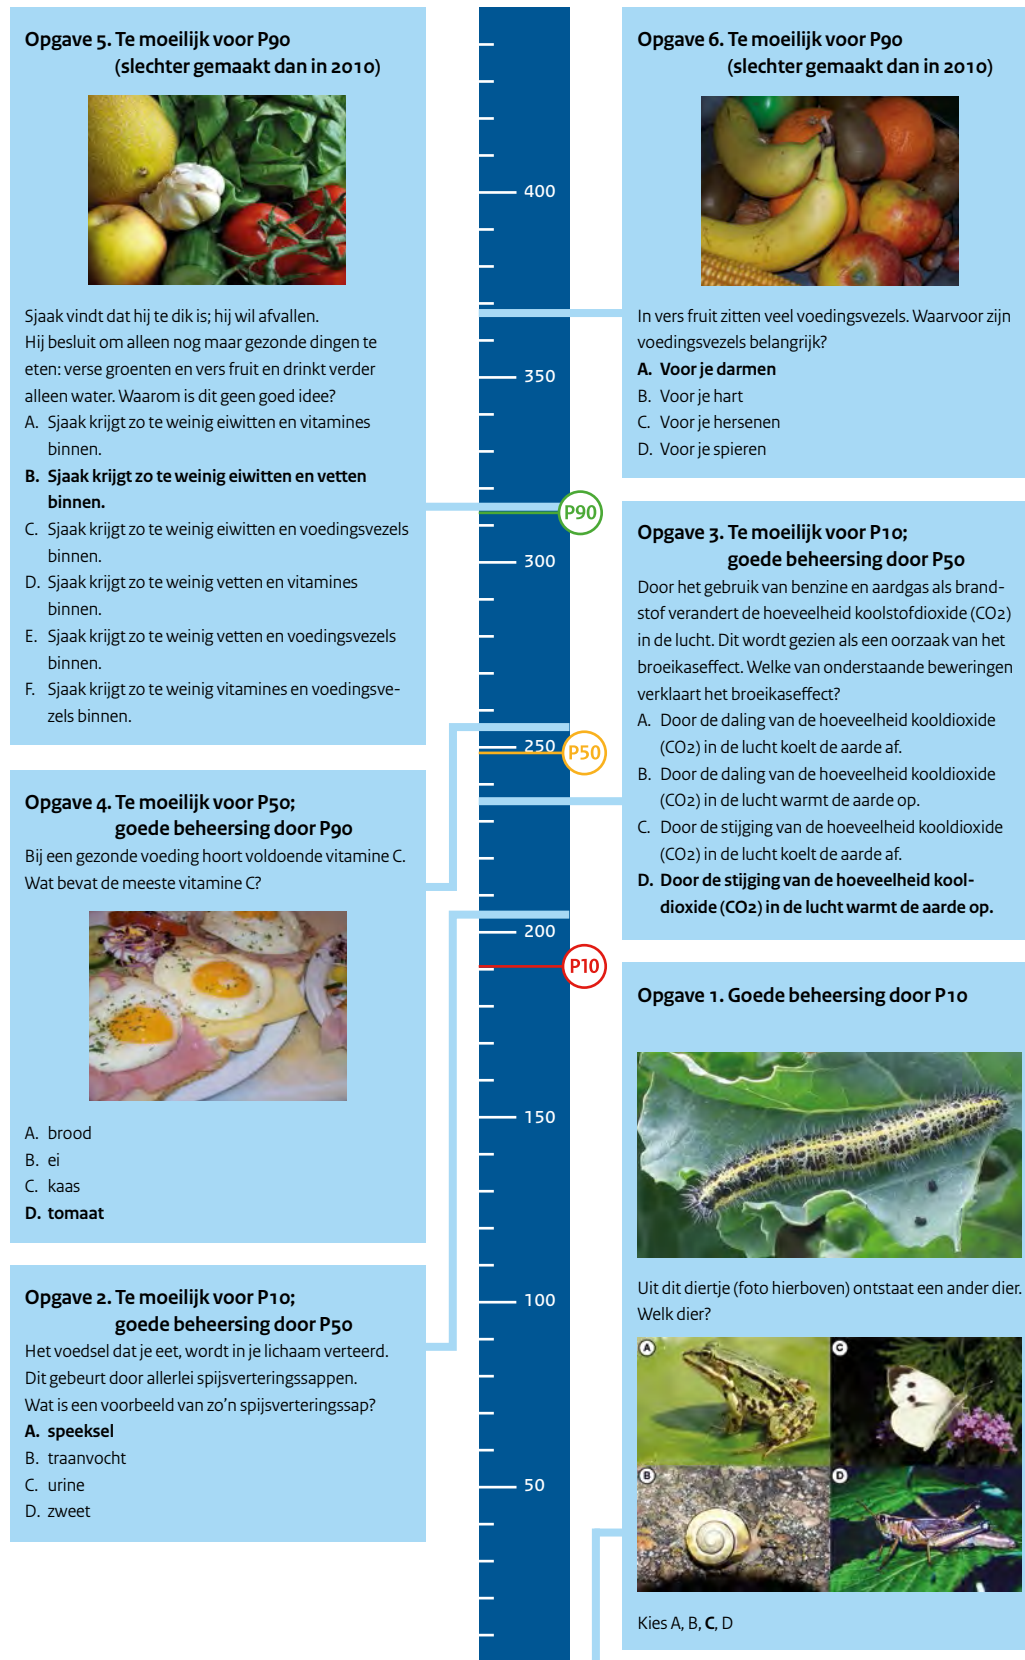 Opgave 5. Te moeilijk voor P90
(slechter gemaakt dan in 2010)
Sjaak vindt dat hij te dik is; hij wil afvallen.
Hij besluit om alleen nog maar gezonde dingen te
eten: verse groenten en vers fruit en drinkt verder
alleen water. Waarom is dit geen goed idee?
A. Sjaak krijgt zo te weinig eiwitten en vitamines
binnen.
B. Sjaak krijgt zo te weinig eiwitten en vetten
binnen.
C. Sjaak krijgt zo te weinig eiwitten en voedingsvezels
binnen.
D. Sjaak krijgt zo te weinig vetten en vitamines
binnen.
E. Sjaak krijgt zo te weinig vetten en voedingsvezels
binnen.
F. Sjaak krijgt zo te weinig vitamines en voedingsve-
zels binnen.
Opgave 4. Te moeilijk voor P50;
goede beheersing door P90
Bij een gezonde voeding hoort voldoende vitamine C.
Wat bevat de meeste vitamine C?
A. brood
B. ei
C. kaas
D. tomaat
Opgave 2. Te moeilijk voor P10;
goede beheersing door P50
Het voedsel dat je eet, wordt in je lichaam verteerd.
Dit gebeurt door allerlei spijsverteringssappen.
Wat is een voorbeeld van zo'n spijsverteringssap?
A. speeksel
B. traanvocht
C. urine
D. zweet
400
350
P90
300
250
P50
200
P10
150
100
50
Opgave 6. Te moeilijk voor P90
(slechter gemaakt dan in 2010)
In vers fruit zitten veel voedingsvezels. Waarvoor zijn
voedingsvezels belangrijk?
A. Voor je darmen
B. Voor je hart
C. Voor je hersenen
D. Voor je spieren
Opgave 3. Te moeilijk voor P10;
goede beheersing door P50
Door het gebruik van benzine en aardgas als brand-
stof verandert de hoeveelheid koolstofdioxide (CO2)
in de lucht. Dit wordt gezien als een oorzaak van het
broeikaseffect. Welke van onderstaande beweringen
verklaart het broeikaseffect?
A. Door de daling van de hoeveelheid kooldioxide
(CO2) in de lucht koelt de aarde af.
B. Door de daling van de hoeveelheid kooldioxide
(CO2) in de lucht warmt de aarde op.
C. Door de stijging van de hoeveelheid kooldioxide
(CO2) in de lucht koelt de aarde af.
D. Door de stijging van de hoeveelheid kool-
dioxide (CO2) in de lucht warmt de aarde op.
Opgave 1. Goede beheersing door P10
Uit dit diertje (foto hierboven) ontstaat een ander dier.
Welk dier?
A
C
B
D
Kies A, B, C, D